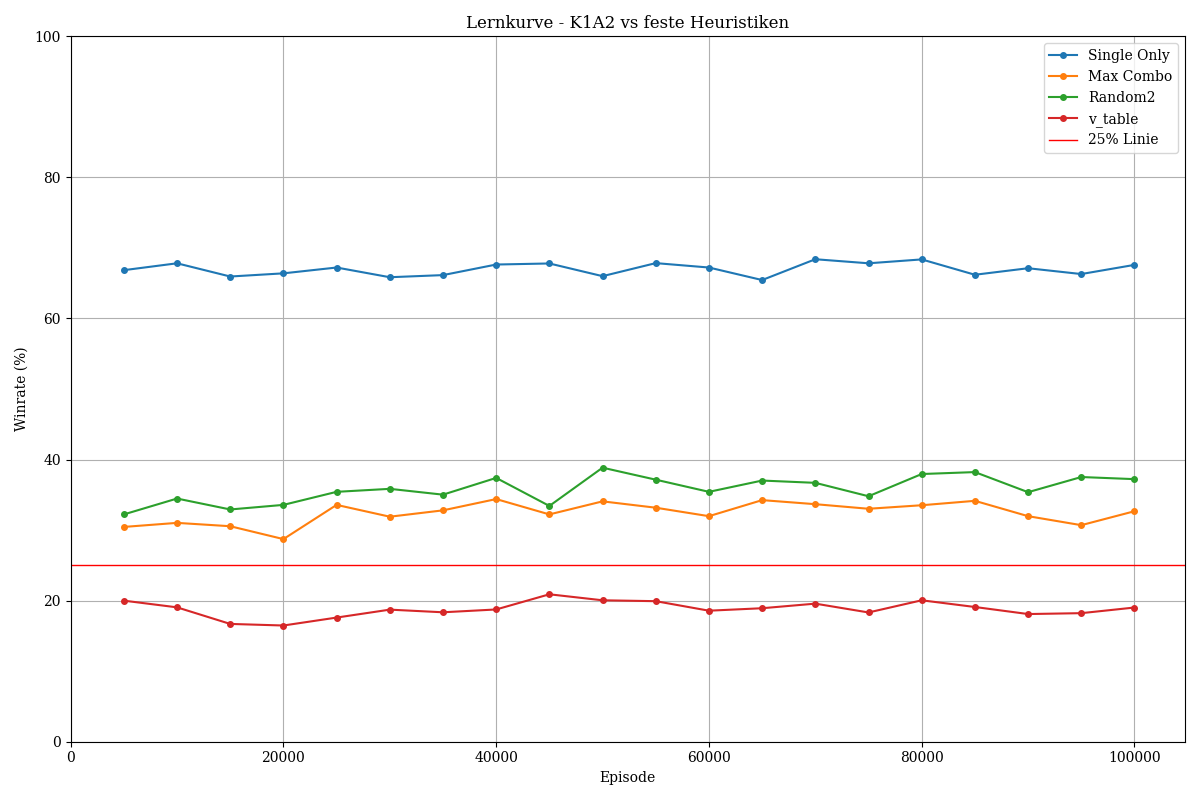 Lernkurve - K1A2 vs feste Heuristiken
100
80
60
40
20
0
Winrate (%)
Single Only
Max Combo
Random2
v_table
25% Linie
0 20000 40000 60000 80000 100000
Episode